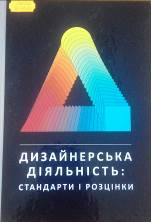 ДИЗАЙНЕРСЬКА
ДІЯЛЬНІСТЬ:
СТАНДАРТИ І РОЗЦІНКИ